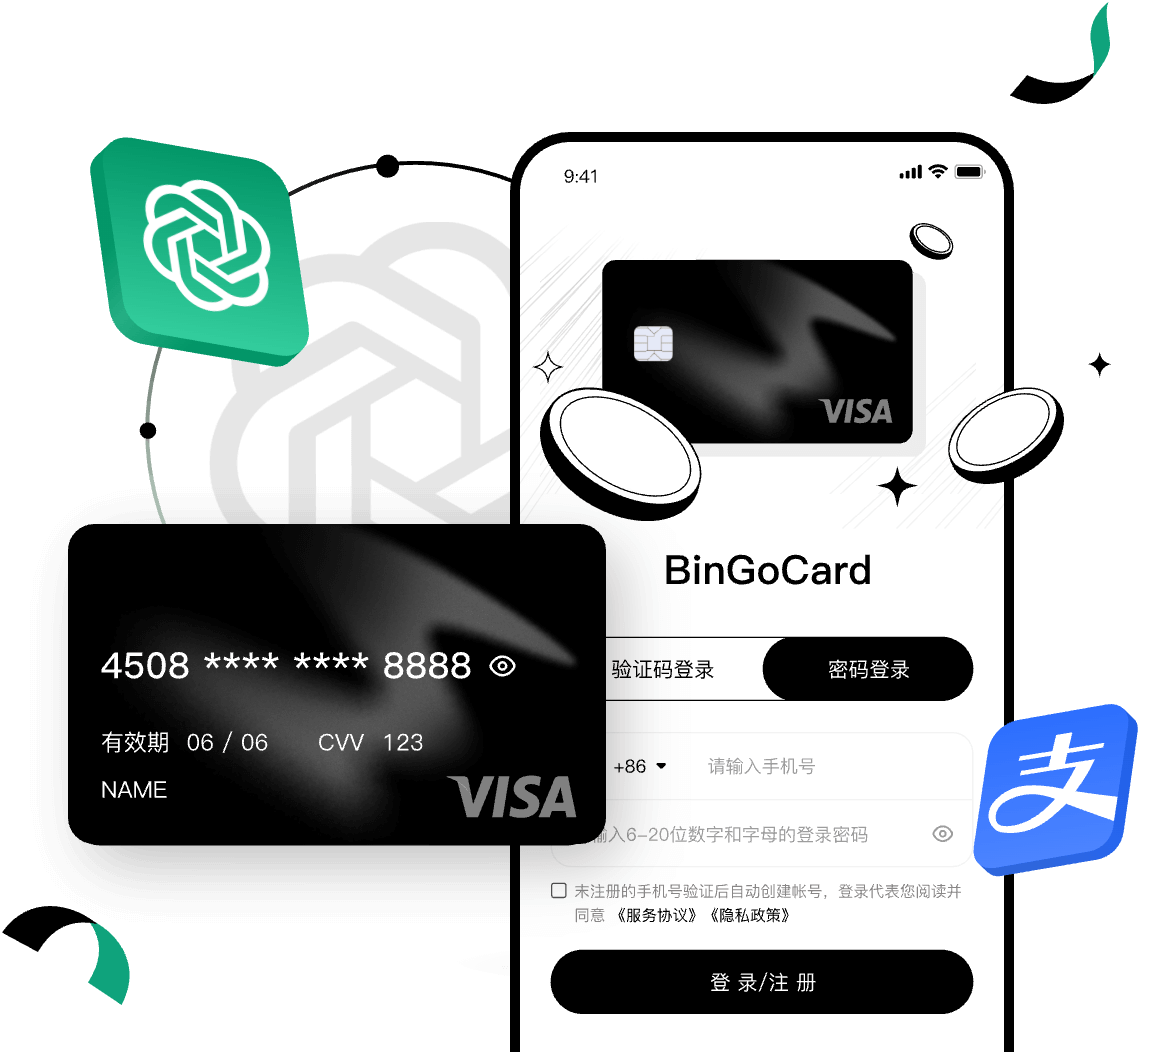 9:41
VISA
BinGoCard
验证码登录
密码登录
+86
请输入手机号
输入6-20位数字和字母的登录密码
未注册的手机号验证后自动创建帐号，登录代表您阅读并
同意 《服务协议》《隐私政策》
登 录/注 册
4508 **** **** 8888
有效期 06 / 06 CVV 123
NAME
VISA
支